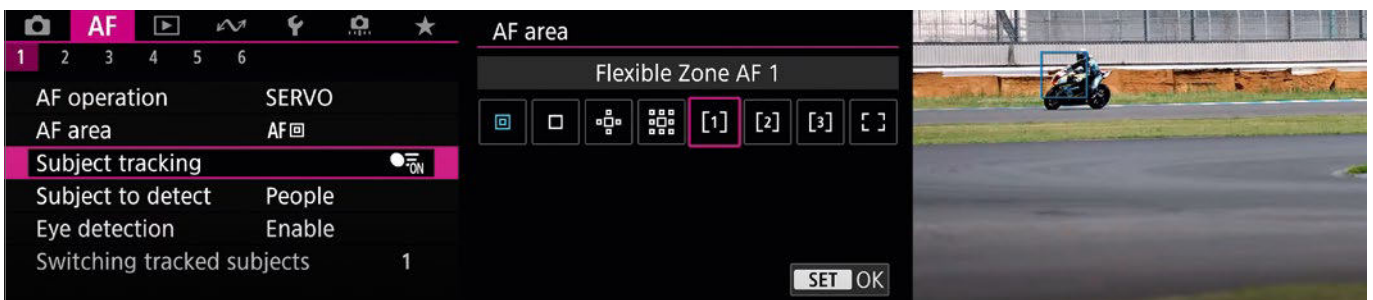 AF
1 2 3 4 5 6
AF operation SERVO
AF area AF
Subject tracking ON
Subject to detect People
Eye detection Enable
Switching tracked subjects 1
AF area
Flexible Zone AF 1
[1] [2] [3] [ ]
SET OK